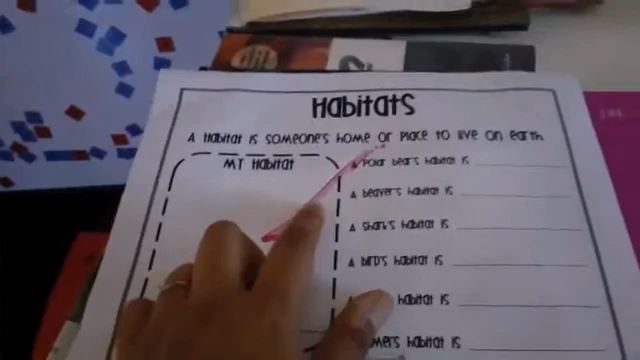 Habitats
A Habitat is someone's home or place to live on earth
MY Habitat
A Polar bear's habitat is
A beaver's habitat is
A shark's habitat is
A bird's habitat is
habitat is
habitat is